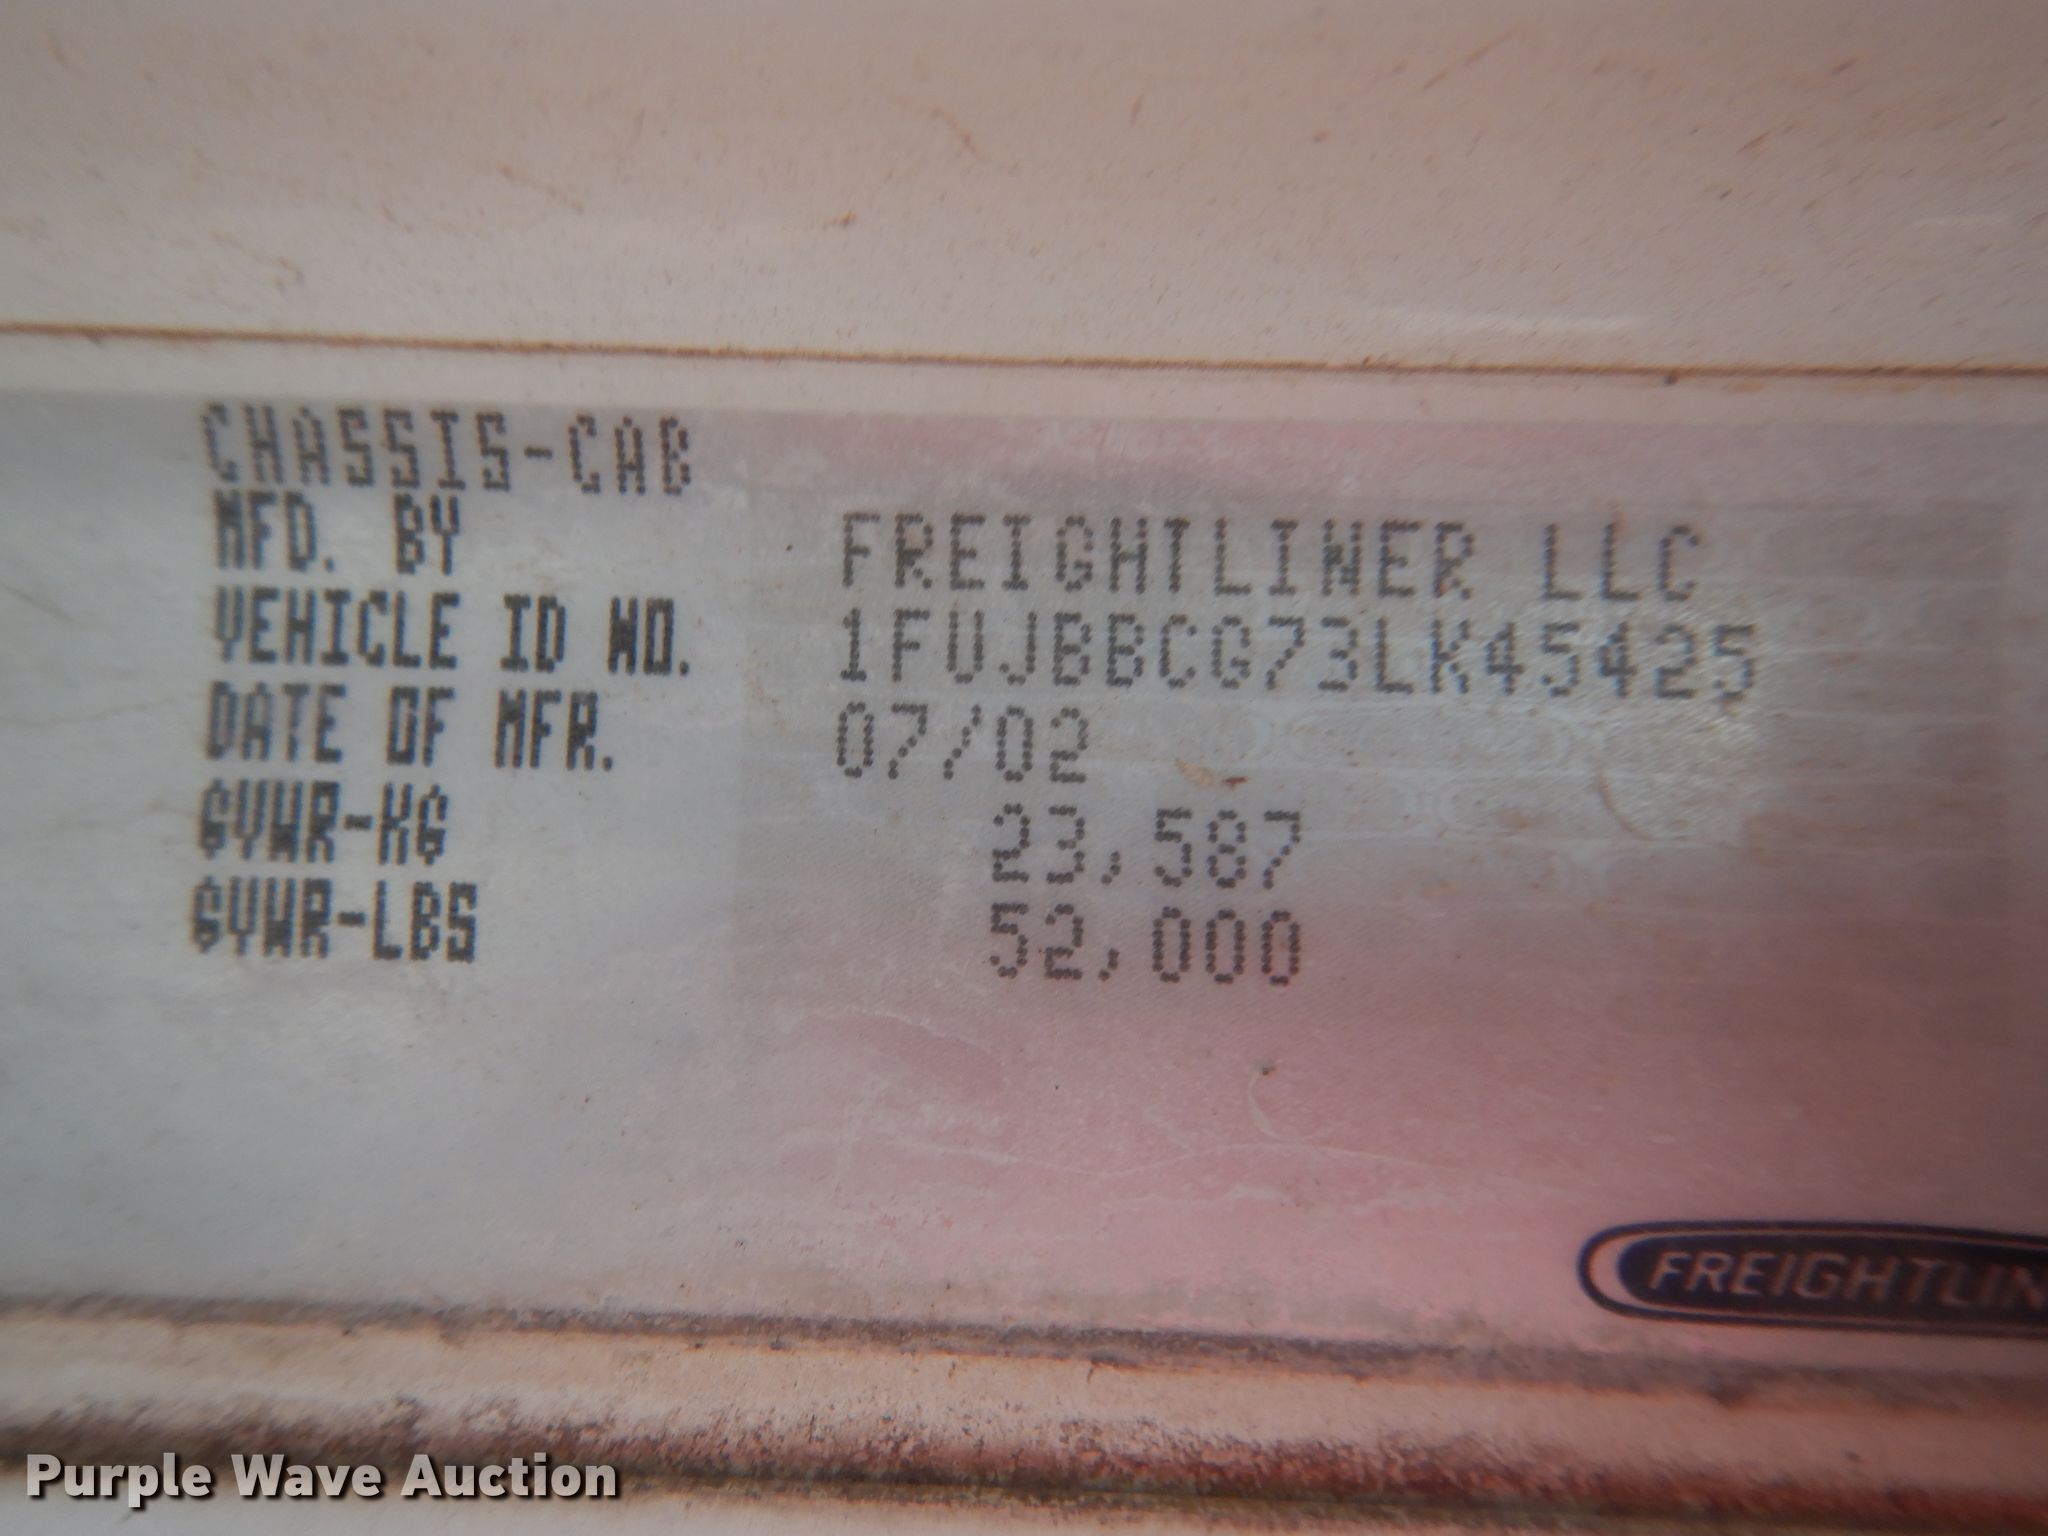 CHASSIS-CAB
MFD. BY FREIGHTLINER LLC
VEHICLE ID NO. 1FUJBBCG73LK45425
DATE OF MFR. 07/02
GVWR-KG 23,587
GVWR-LBS 52,000
FREIGHTLIN
Purple Wave Auction